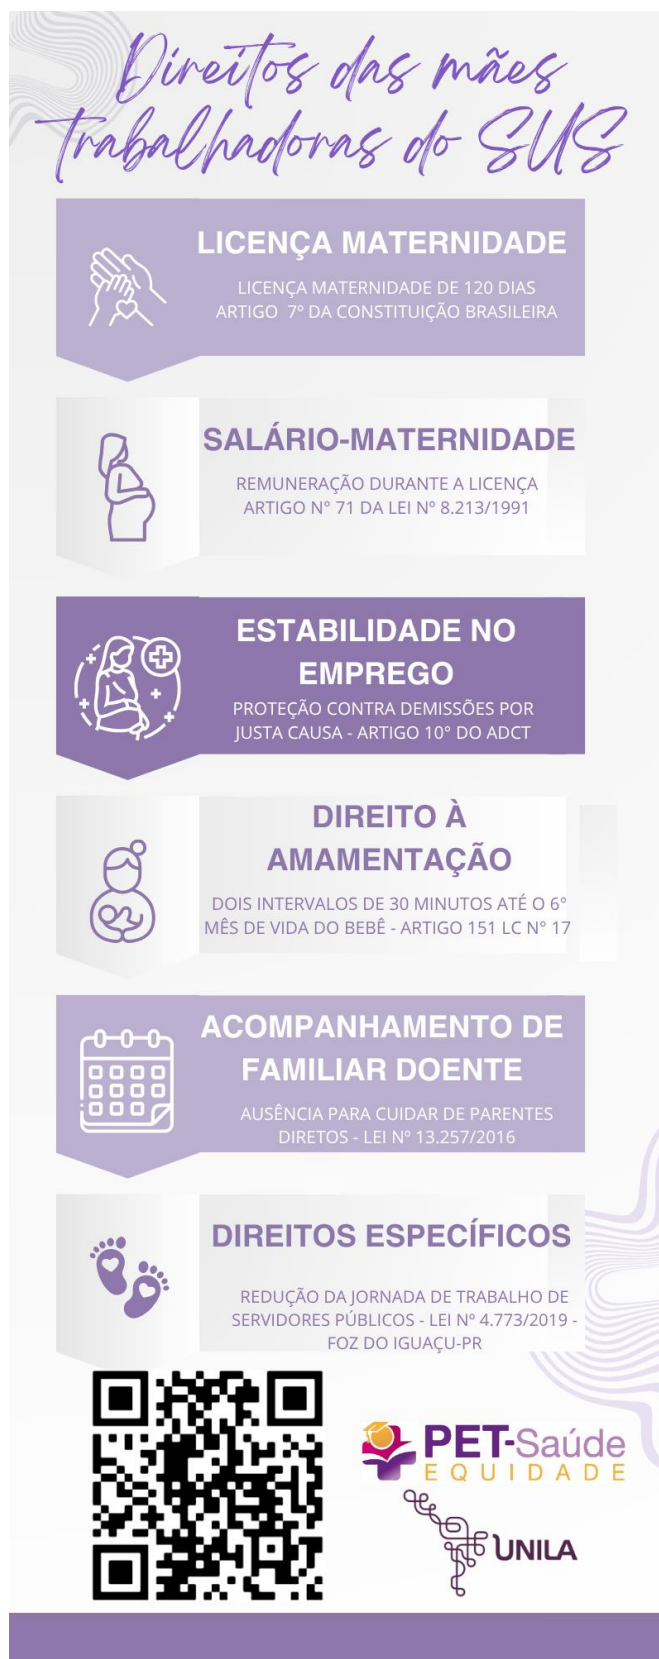 Direitos das mães
trabalhadoras do SUS
LICENÇA MATERNIDADE
LICENÇA MATERNIDADE DE 120 DIAS
ARTIGO 7º DA CONSTITUIÇÃO BRASILEIRA
SALÁRIO-MATERNIDADE
REMUNERAÇÃO DURANTE A LICENÇA
ARTIGO N° 71 DA LEI Nº 8.213/1991
ESTABILIDADE NO
EMPREGO
PROTEÇÃO CONTRA DEMISSÕES POR
JUSTA CAUSA - ARTIGO 10° DO ADCT
DIREITO À
AMAMENTAÇÃO
DOIS INTERVALOS DE 30 MINUTOS ATÉ O 6°
MÊS DE VIDA DO BEBÊ - ARTIGO 151 LC N° 17
ACOMPANHAMENTO DE
FAMILIAR DOENTE
AUSÊNCIA PARA CUIDAR DE PARENTES
DIRETOS - LEI Nº 13.257/2016
DIREITOS ESPECÍFICOS
REDUÇÃO DA JORNADA DE TRABALHO DE
SERVIDORES PÚBLICOS - LEI Nº 4.773/2019 -
FOZ DO IGUAÇU-PR
PET-Saúde
EQUIDADE
UNILA